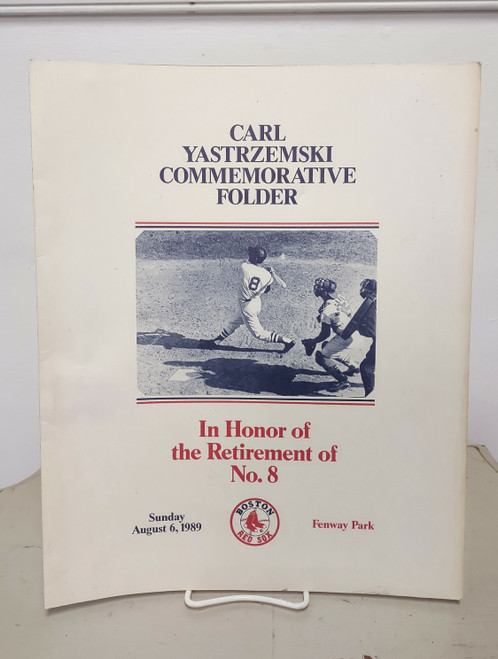 CARL
YASTRZEMSKI
COMMEMORATIVE
FOLDER
8
In Honor of
the Retirement of
No. 8
Sunday
August 6, 1989
BOSTON
RED SOX
Fenway Park